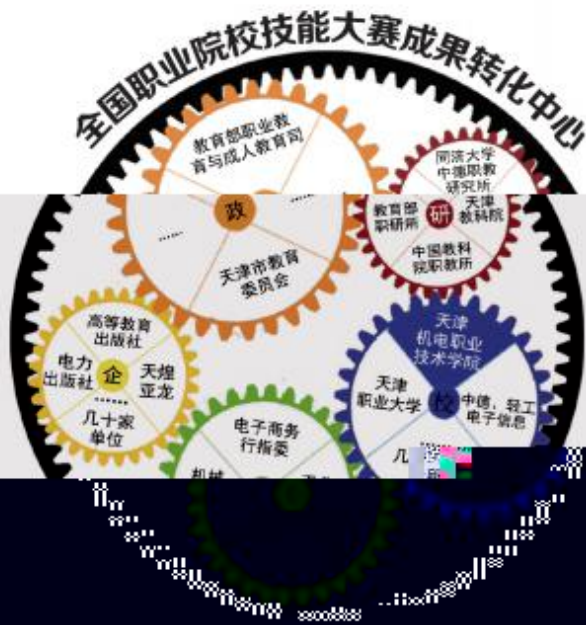 全国职业院校技能大赛成果转化中心
教育部职业教
育与成人教育司
政
……
……
天津市教育
委员会
同济大学
中德职教
研究所
教育部
职研所
研
天津
教科院
中国教科
院职教所
高等教育
出版社
电力
出版社
企
天煌
亚龙
……
几十家
单位
天津
机电职业
技术学院
天津
职业大学
校
中德、轻工
电子信息
……
电子商务
行指委
机械